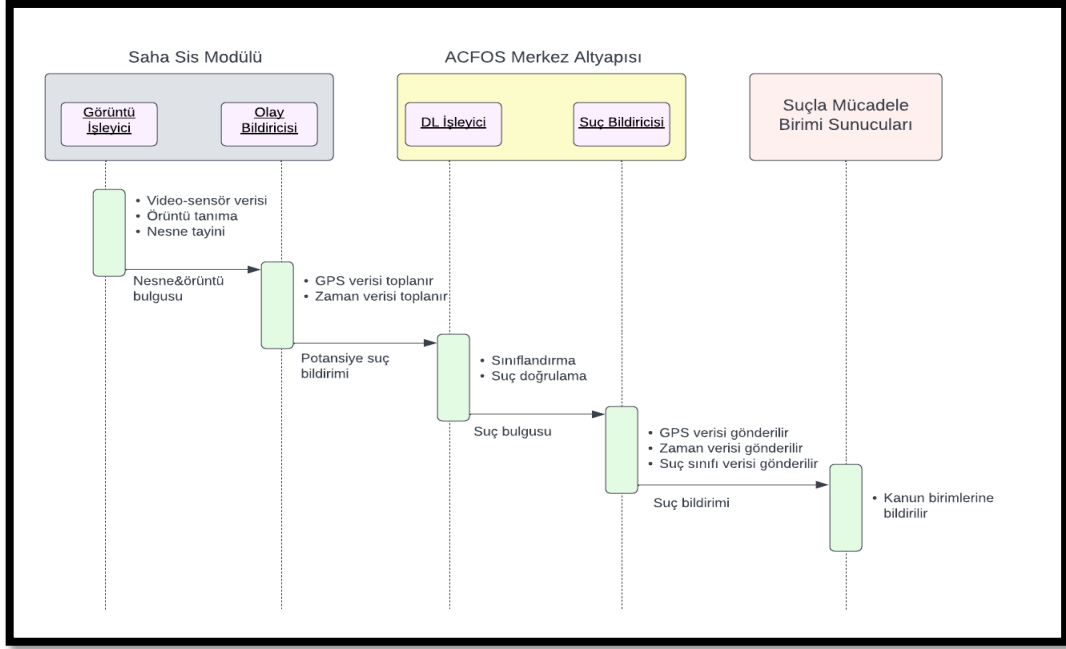 Saha Sis Modülü
ACFOS Merkez Altyapısı
Görüntü
İşleyici
Olay
Bildiricisi
DL İşleyici
Suç Bildiricisi
Suçla Mücadele
Birimi Sunucuları
• Video-sensör verisi
• Örüntü tanıma
• Nesne tayini
Nesne&örüntü
bulgusu
• GPS verisi toplanır
• Zaman verisi toplanır
Potansiye suç
bildirimi
• Sınıflandırma
• Suç doğrulama
Suç bulgusu
• GPS verisi gönderilir
• Zaman verisi gönderilir
• Suç sınıfı verisi gönderilir
Suç bildirimi
• Kanun birimlerine
bildirilir